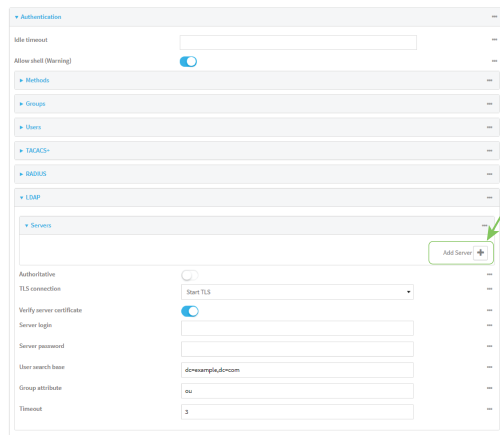 Authentication
Idle timeout
Allow shell (Warning)
Methods
Groups
Users
TACACS+
RADIUS
LDAP
Servers
Add Server
Authoritative
TLS connection Start TLS
Verify server certificate
Server login
Server password
User search base dc=example,dc=com
Group attribute ou
Timeout 3